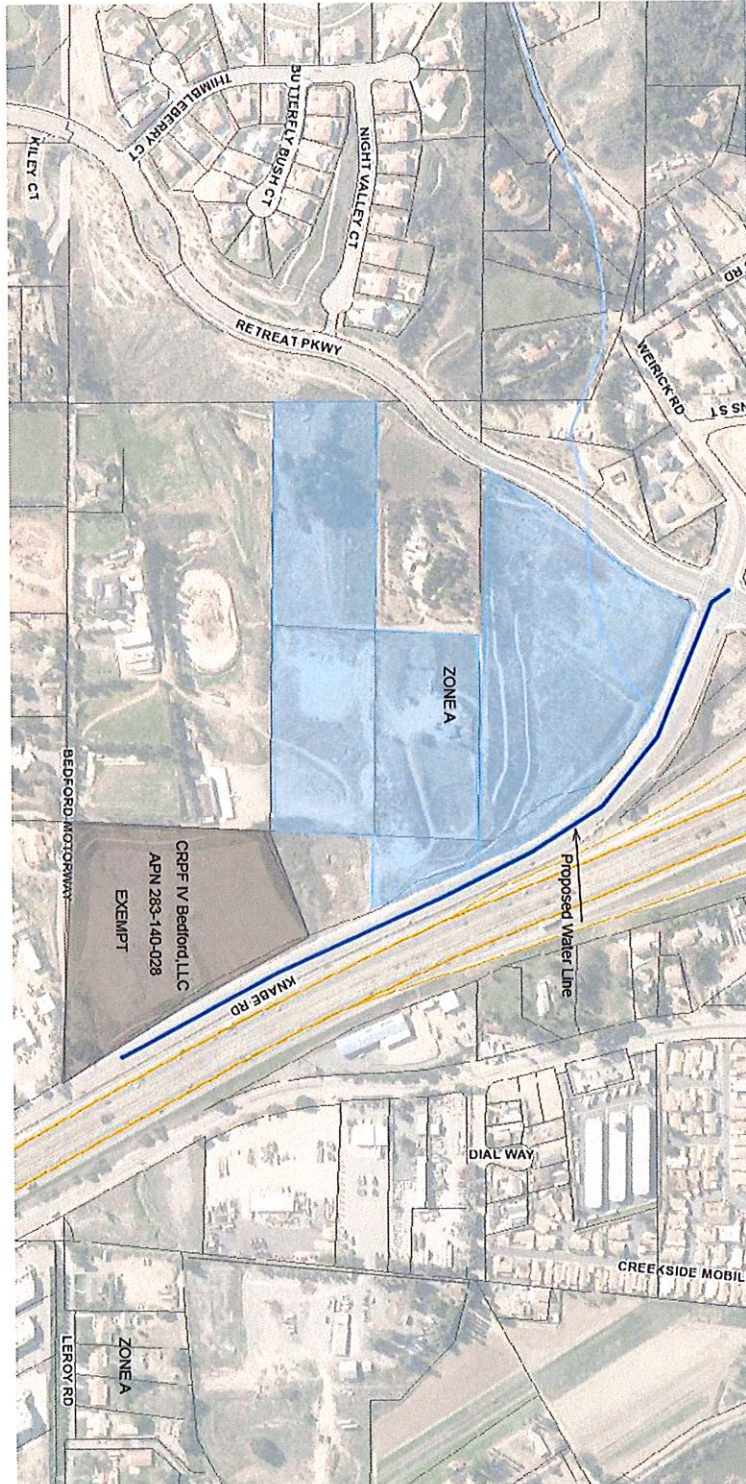 THIMBLEBERRY CT
BUTTERFLY BUSH CT
NIGHT VALLEY CT
KILEY CT
RETREAT PKWY
RD
WEIRICK RD
NS ST
ZONE A
Proposed Water Line
BEDFORD MOTORWAY
CRPF IV Bedford, LLC
APN 283-140-028
EXEMPT
KNABE RD
DIAL WAY
CREEKSIDE MOBIL
ZONE A
LEROY RD